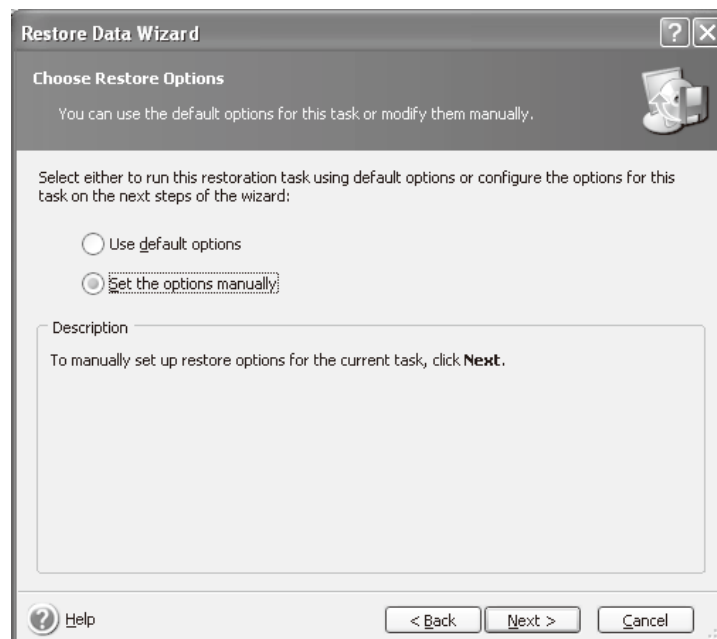 Restore Data Wizard
Choose Restore Options
You can use the default options for this task or modify them manually.
Select either to run this restoration task using default options or configure the options for this
task on the next steps of the wizard:
Use default options
Set the options manually
Description
To manually set up restore options for the current task, click Next.
Help
< Back
Next >
Cancel